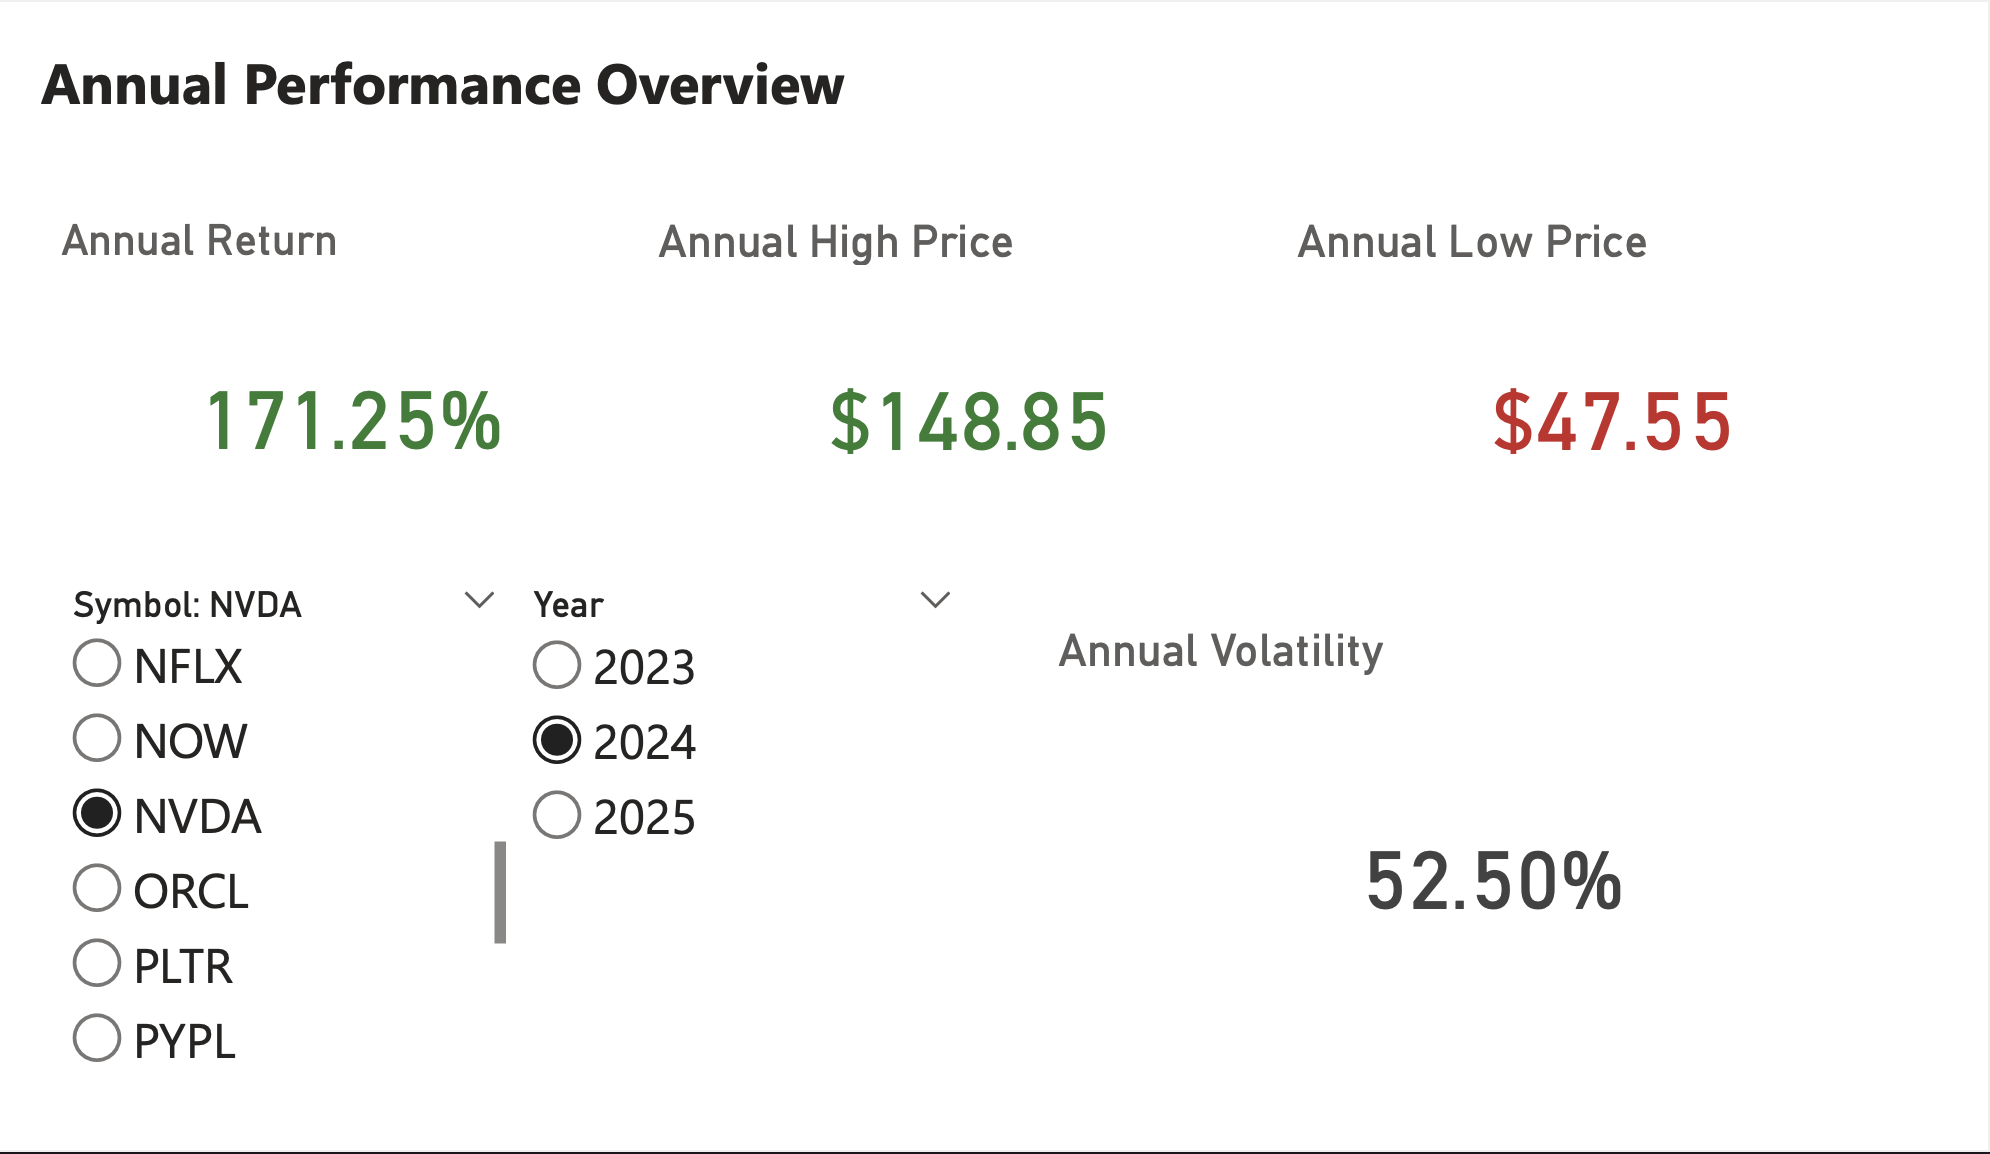 Annual Performance Overview
Annual Return
Annual High Price
Annual Low Price
171.25%
$148.85
$47.55
Symbol: NVDA
NFLX
NOW
NVDA
ORCL
PLTR
PYPL
Year
2023
2024
2025
Annual Volatility
52.50%